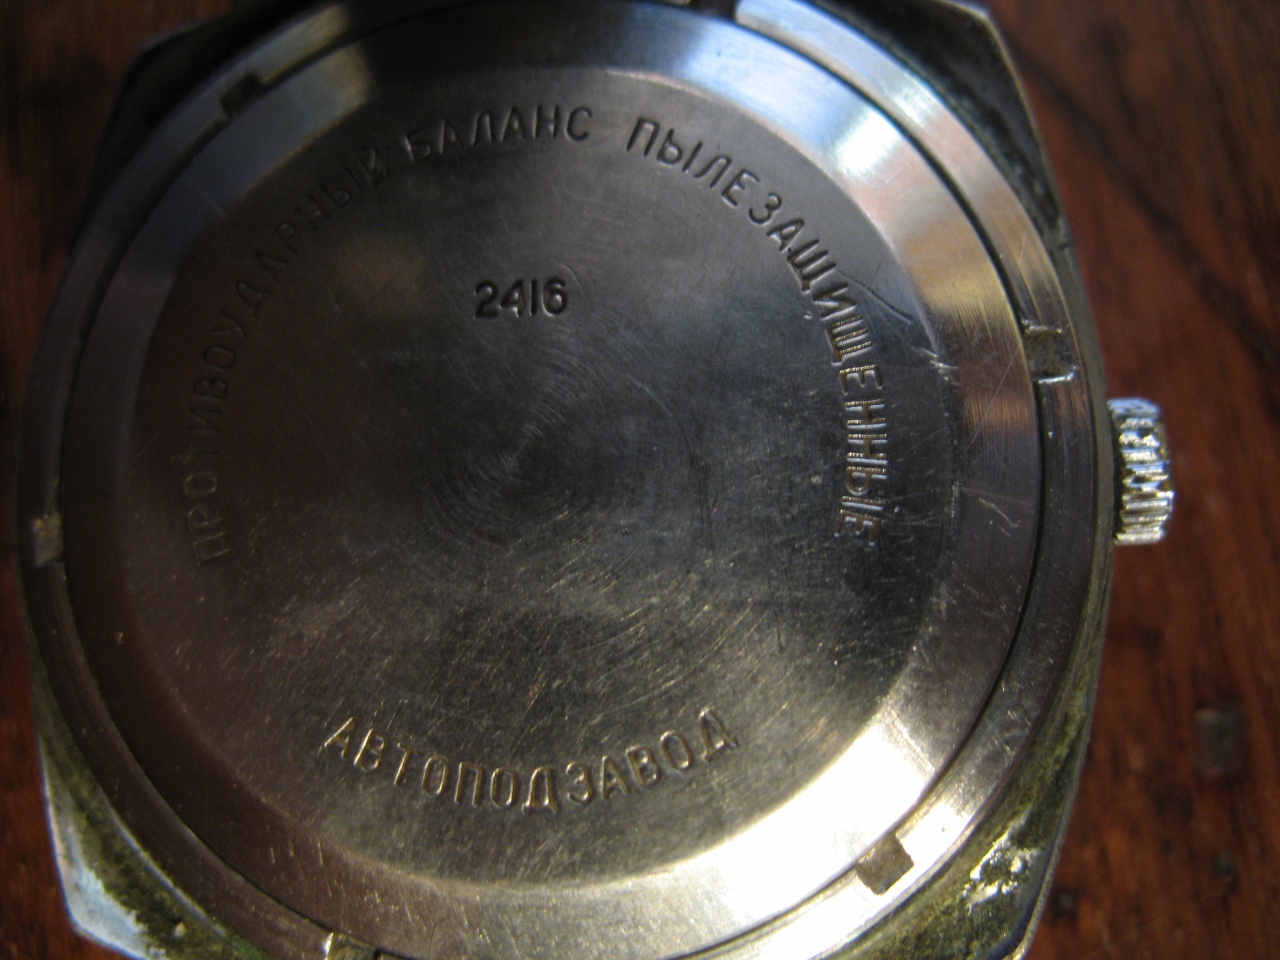 ПРОТИВОУДАРНЫЙ БАЛАНС ПЫЛЕЗАЩИЩЕННЫЕ
2416
АВТОПОДЗАВОД